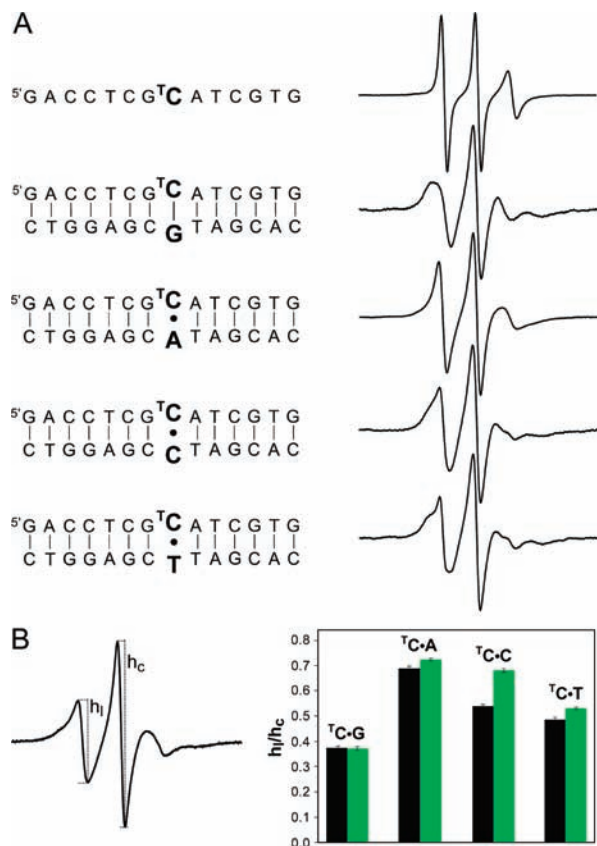 A
5'G A C C T C G TC A T C G T G
5'G A C C T C G TC A T C G T G
C T G G A G C G T A G C A C
5'G A C C T C G TC A T C G T G
C T G G A G C A T A G C A C
5'G A C C T C G TC A T C G T G
C T G G A G C C T A G C A C
5'G A C C T C G TC A T C G T G
C T G G A G C T T A G C A C
B
hl
hc
hl/hc
0.8
0.7
0.6
0.5
0.4
0.3
0.2
0.1
0.0
TC•G
TC•A
TC•C
TC•T